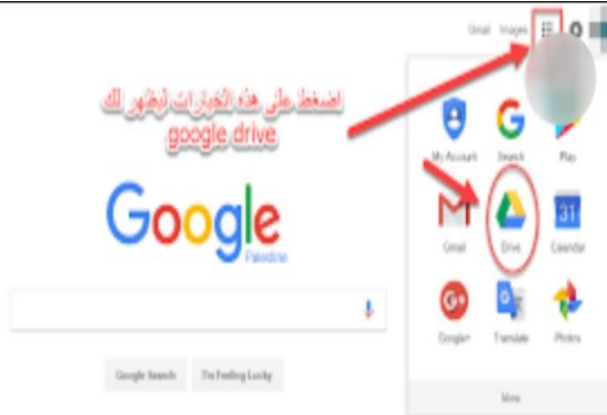 Gmail Images
اضغط على هذه الخيارات ليظهر لك
google drive
Google
Palestine
Google Search I'm Feeling Lucky
My Account Search Play
31
Gmail Drive Calendar
G+
Google+ Translate Photos
More